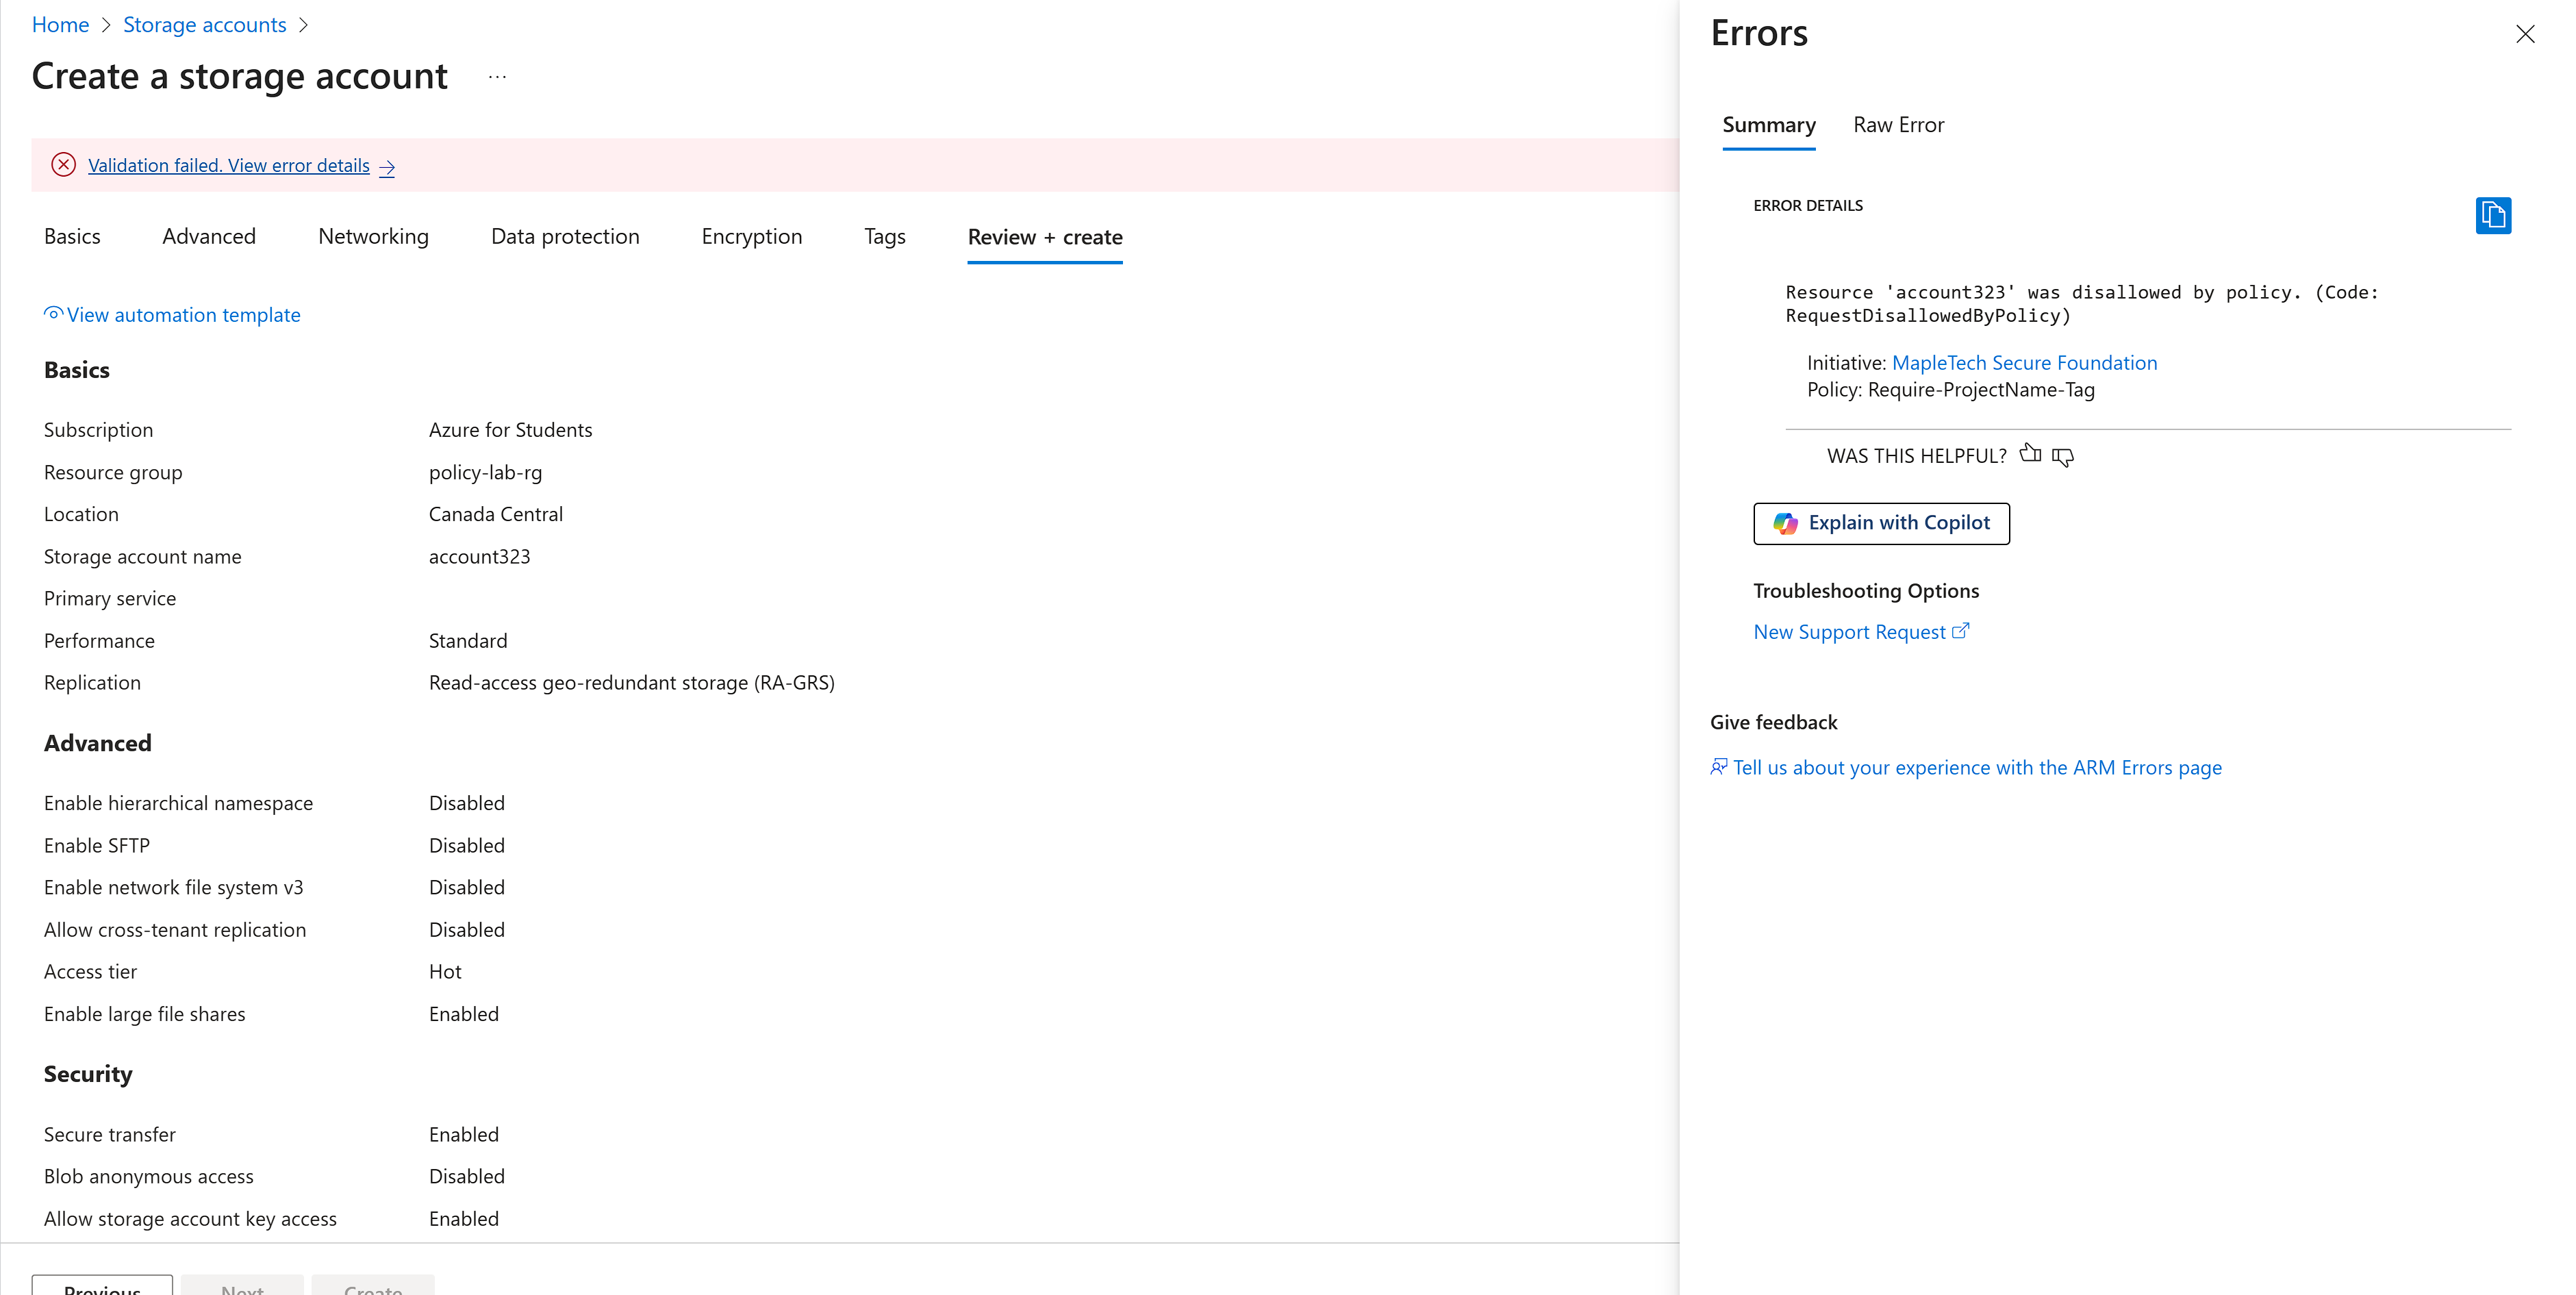 Home > Storage accounts >
Create a storage account ...
Validation failed. View error details →
Basics Advanced Networking Data protection Encryption Tags Review + create
View automation template
Basics
Subscription Azure for Students
Resource group policy-lab-rg
Location Canada Central
Storage account name account323
Primary service
Performance Standard
Replication Read-access geo-redundant storage (RA-GRS)
Advanced
Enable hierarchical namespace Disabled
Enable SFTP Disabled
Enable network file system v3 Disabled
Allow cross-tenant replication Disabled
Access tier Hot
Enable large file shares Enabled
Security
Secure transfer Enabled
Blob anonymous access Disabled
Allow storage account key access Enabled
Previous Next Create
Errors
Summary Raw Error
ERROR DETAILS
Resource 'account323' was disallowed by policy. (Code:
RequestDisallowedByPolicy)
Initiative: MapleTech Secure Foundation
Policy: Require-ProjectName-Tag
WAS THIS HELPFUL?
Explain with Copilot
Troubleshooting Options
New Support Request
Give feedback
Tell us about your experience with the ARM Errors page